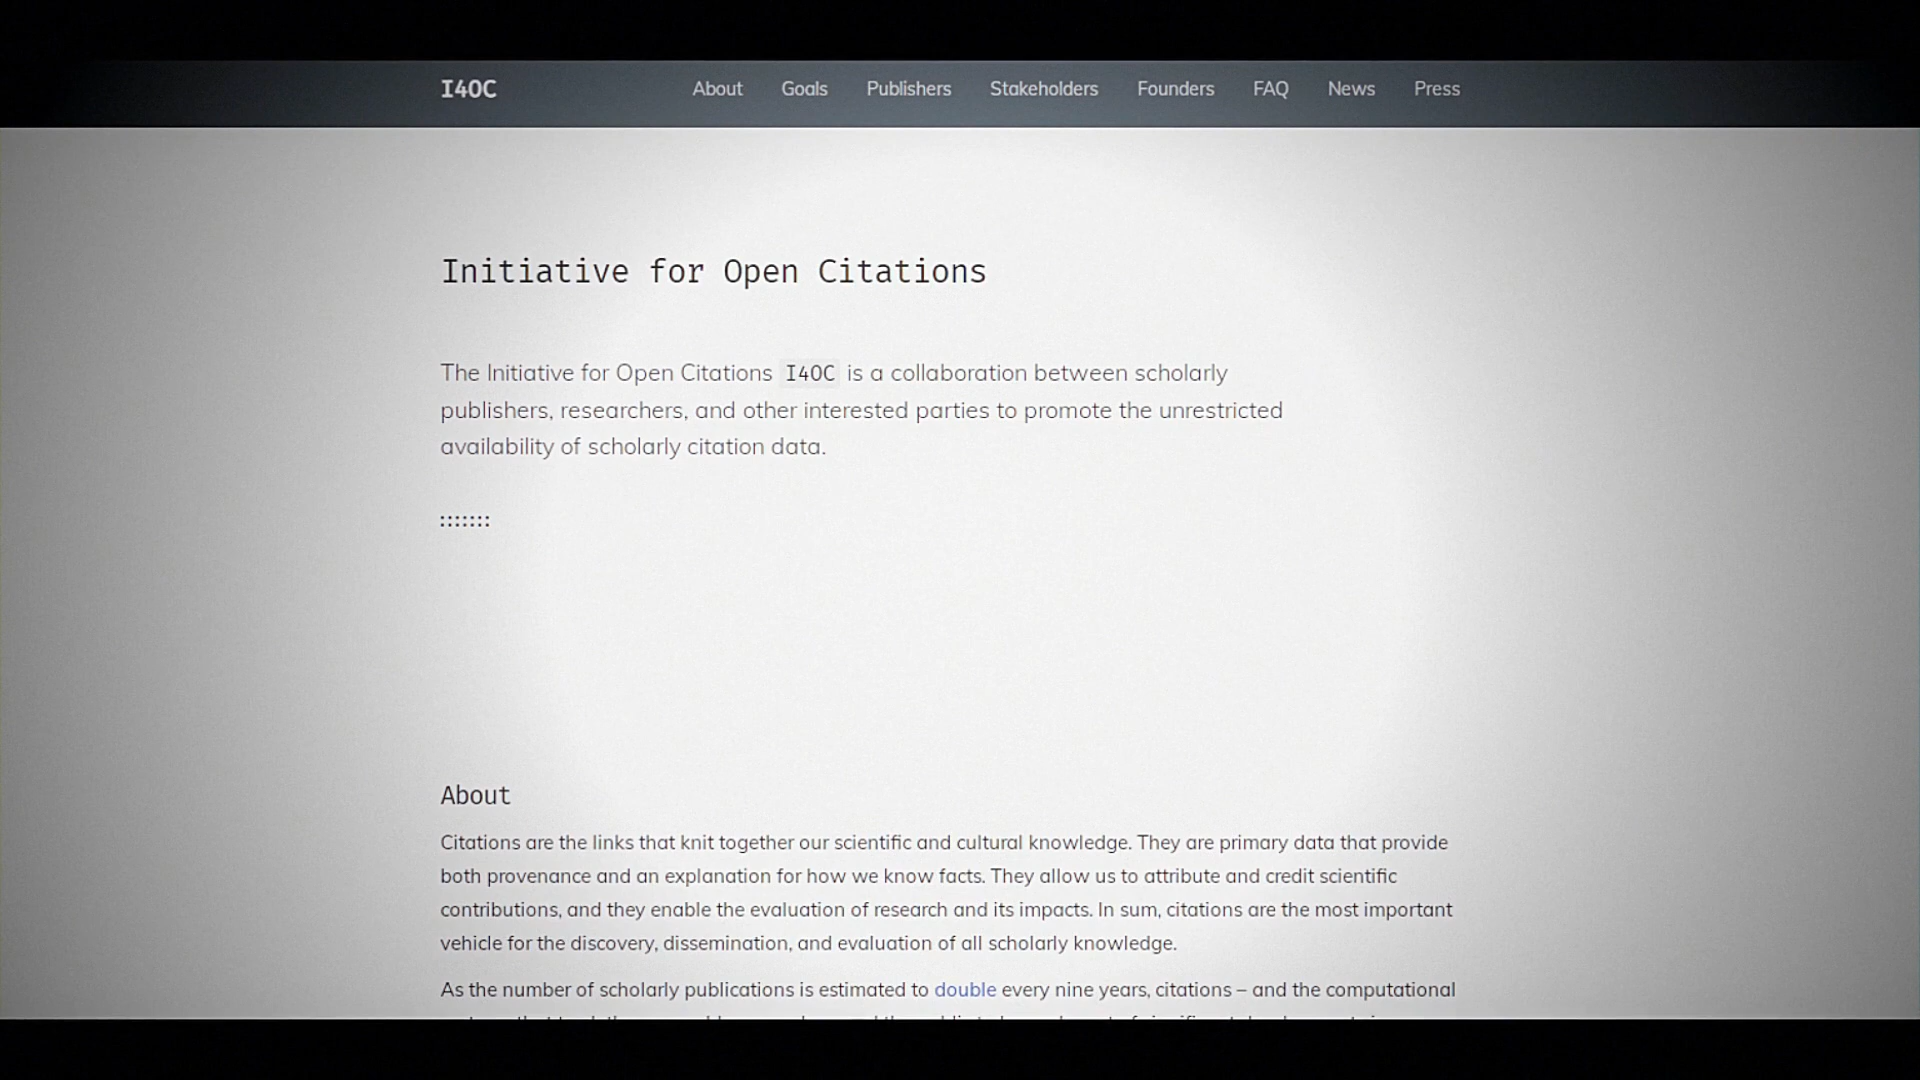 I4OC
About Goals Publishers Stakeholders Founders FAQ News Press
Initiative for Open Citations
The Initiative for Open Citations I4OC is a collaboration between scholarly
publishers, researchers, and other interested parties to promote the unrestricted
availability of scholarly citation data.
:::::::
About
Citations are the links that knit together our scientific and cultural knowledge. They are primary data that provide
both provenance and an explanation for how we know facts. They allow us to attribute and credit scientific
contributions, and they enable the evaluation of research and its impacts. In sum, citations are the most important
vehicle for the discovery, dissemination, and evaluation of all scholarly knowledge.
As the number of scholarly publications is estimated to double every nine years, citations – and the computational